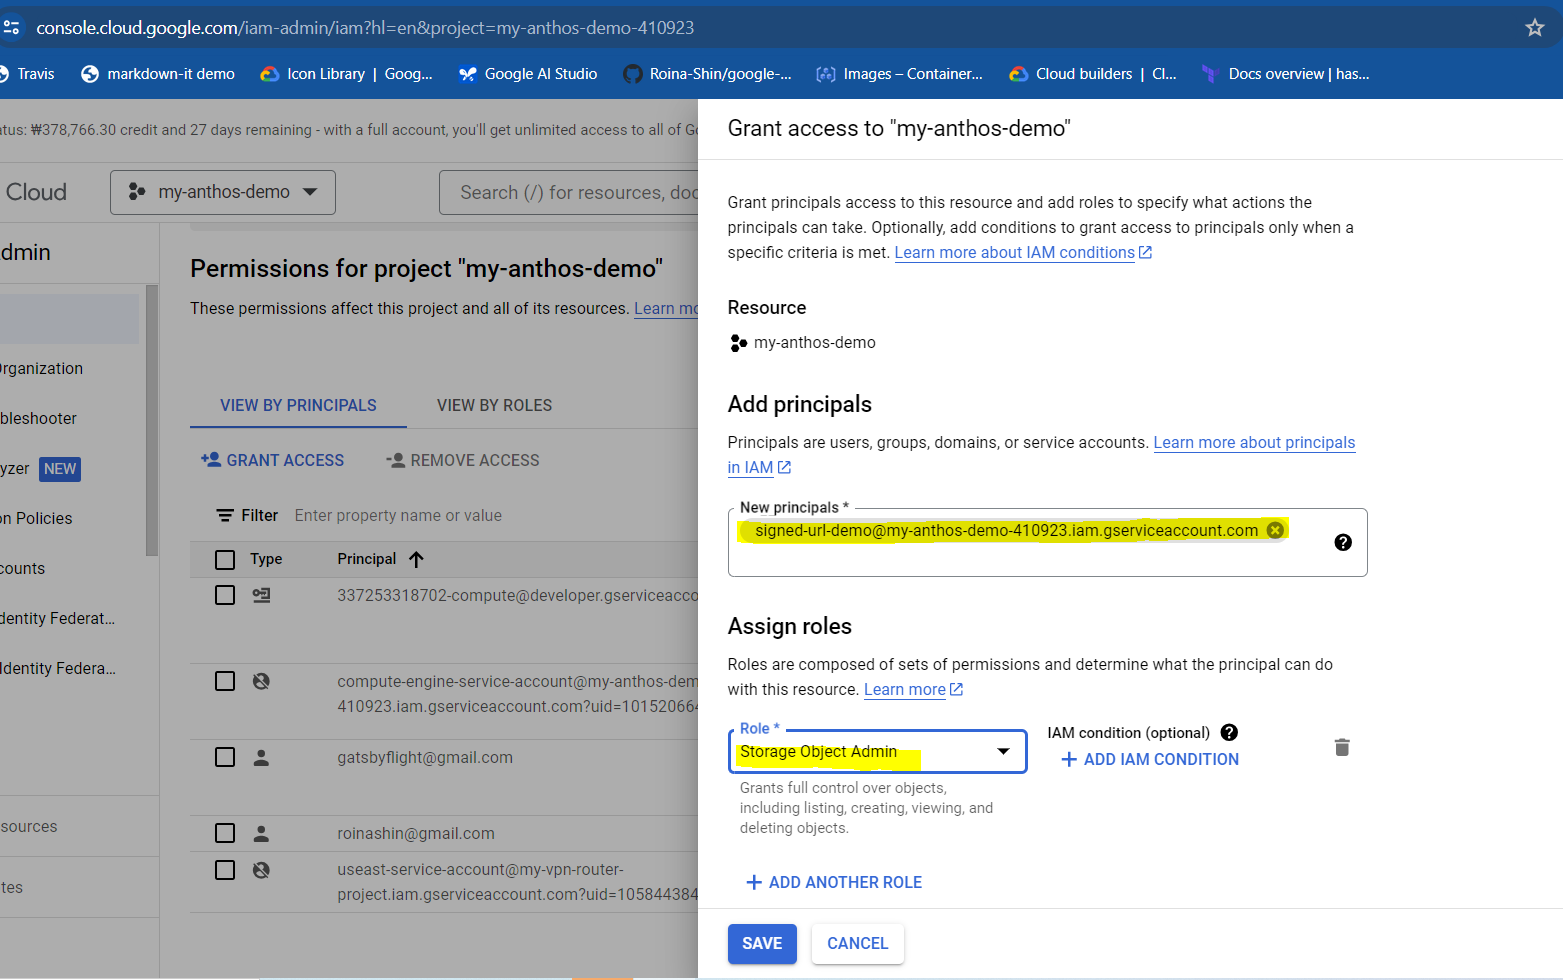 console.cloud.google.com/iam-admin/iam?hl=en&project=my-anthos-demo-410923
Travis
markdown-it demo
Icon Library | Goog...
Google AI Studio
Roina-Shin/google-...
Images – Container...
Cloud builders | Cl...
Docs overview | has...
atus: ₩378,766.30 credit and 27 days remaining - with a full account, you'll get unlimited access to all of Go
Cloud
my-anthos-demo
Search (/) for resources, doc
dmin
rganization
bleshooter
yzer NEW
on Policies
counts
dentity Federat...
Identity Federa...
sources
tes
Permissions for project "my-anthos-demo"
These permissions affect this project and all of its resources. Learn mo
VIEW BY PRINCIPALS
VIEW BY ROLES
GRANT ACCESS
REMOVE ACCESS
Filter Enter property name or value
Type Principal
337253318702-compute@developer.gserviceacco
compute-engine-service-account@my-anthos-dem
410923.iam.gserviceaccount.com?uid=101520664
gatsbyflight@gmail.com
roinashin@gmail.com
useast-service-account@my-vpn-router-
project.iam.gserviceaccount.com?uid=105844384
Grant access to "my-anthos-demo"
Grant principals access to this resource and add roles to specify what actions the
principals can take. Optionally, add conditions to grant access to principals only when a
specific criteria is met. Learn more about IAM conditions
Resource
my-anthos-demo
Add principals
Principals are users, groups, domains, or service accounts. Learn more about principals
in IAM
New principals *
signed-url-demo@my-anthos-demo-410923.iam.gserviceaccount.com
Assign roles
Roles are composed of sets of permissions and determine what the principal can do
with this resource. Learn more
Role *
Storage Object Admin
Grants full control over objects,
including listing, creating, viewing, and
deleting objects.
IAM condition (optional)
ADD IAM CONDITION
ADD ANOTHER ROLE
SAVE
CANCEL